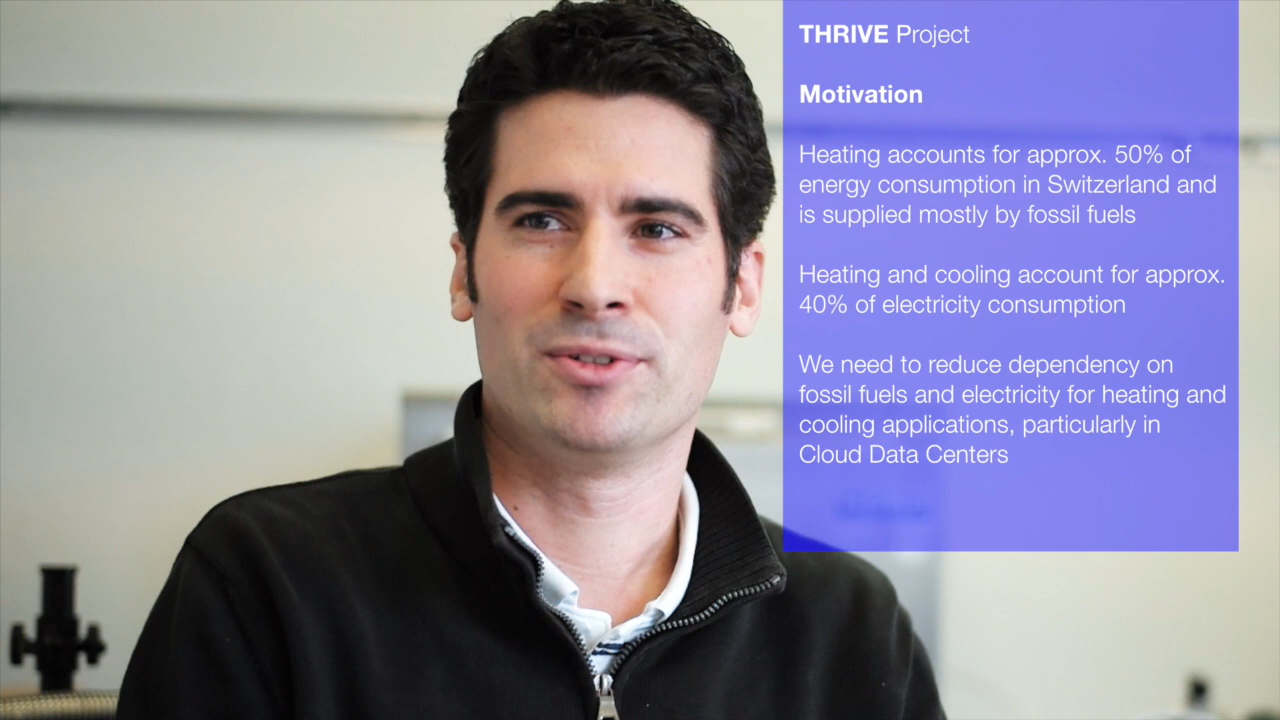 THRIVE Project
Motivation
Heating accounts for approx. 50% of
energy consumption in Switzerland and
is supplied mostly by fossil fuels
Heating and cooling account for approx.
40% of electricity consumption
We need to reduce dependency on
fossil fuels and electricity for heating and
cooling applications, particularly in
Cloud Data Centers